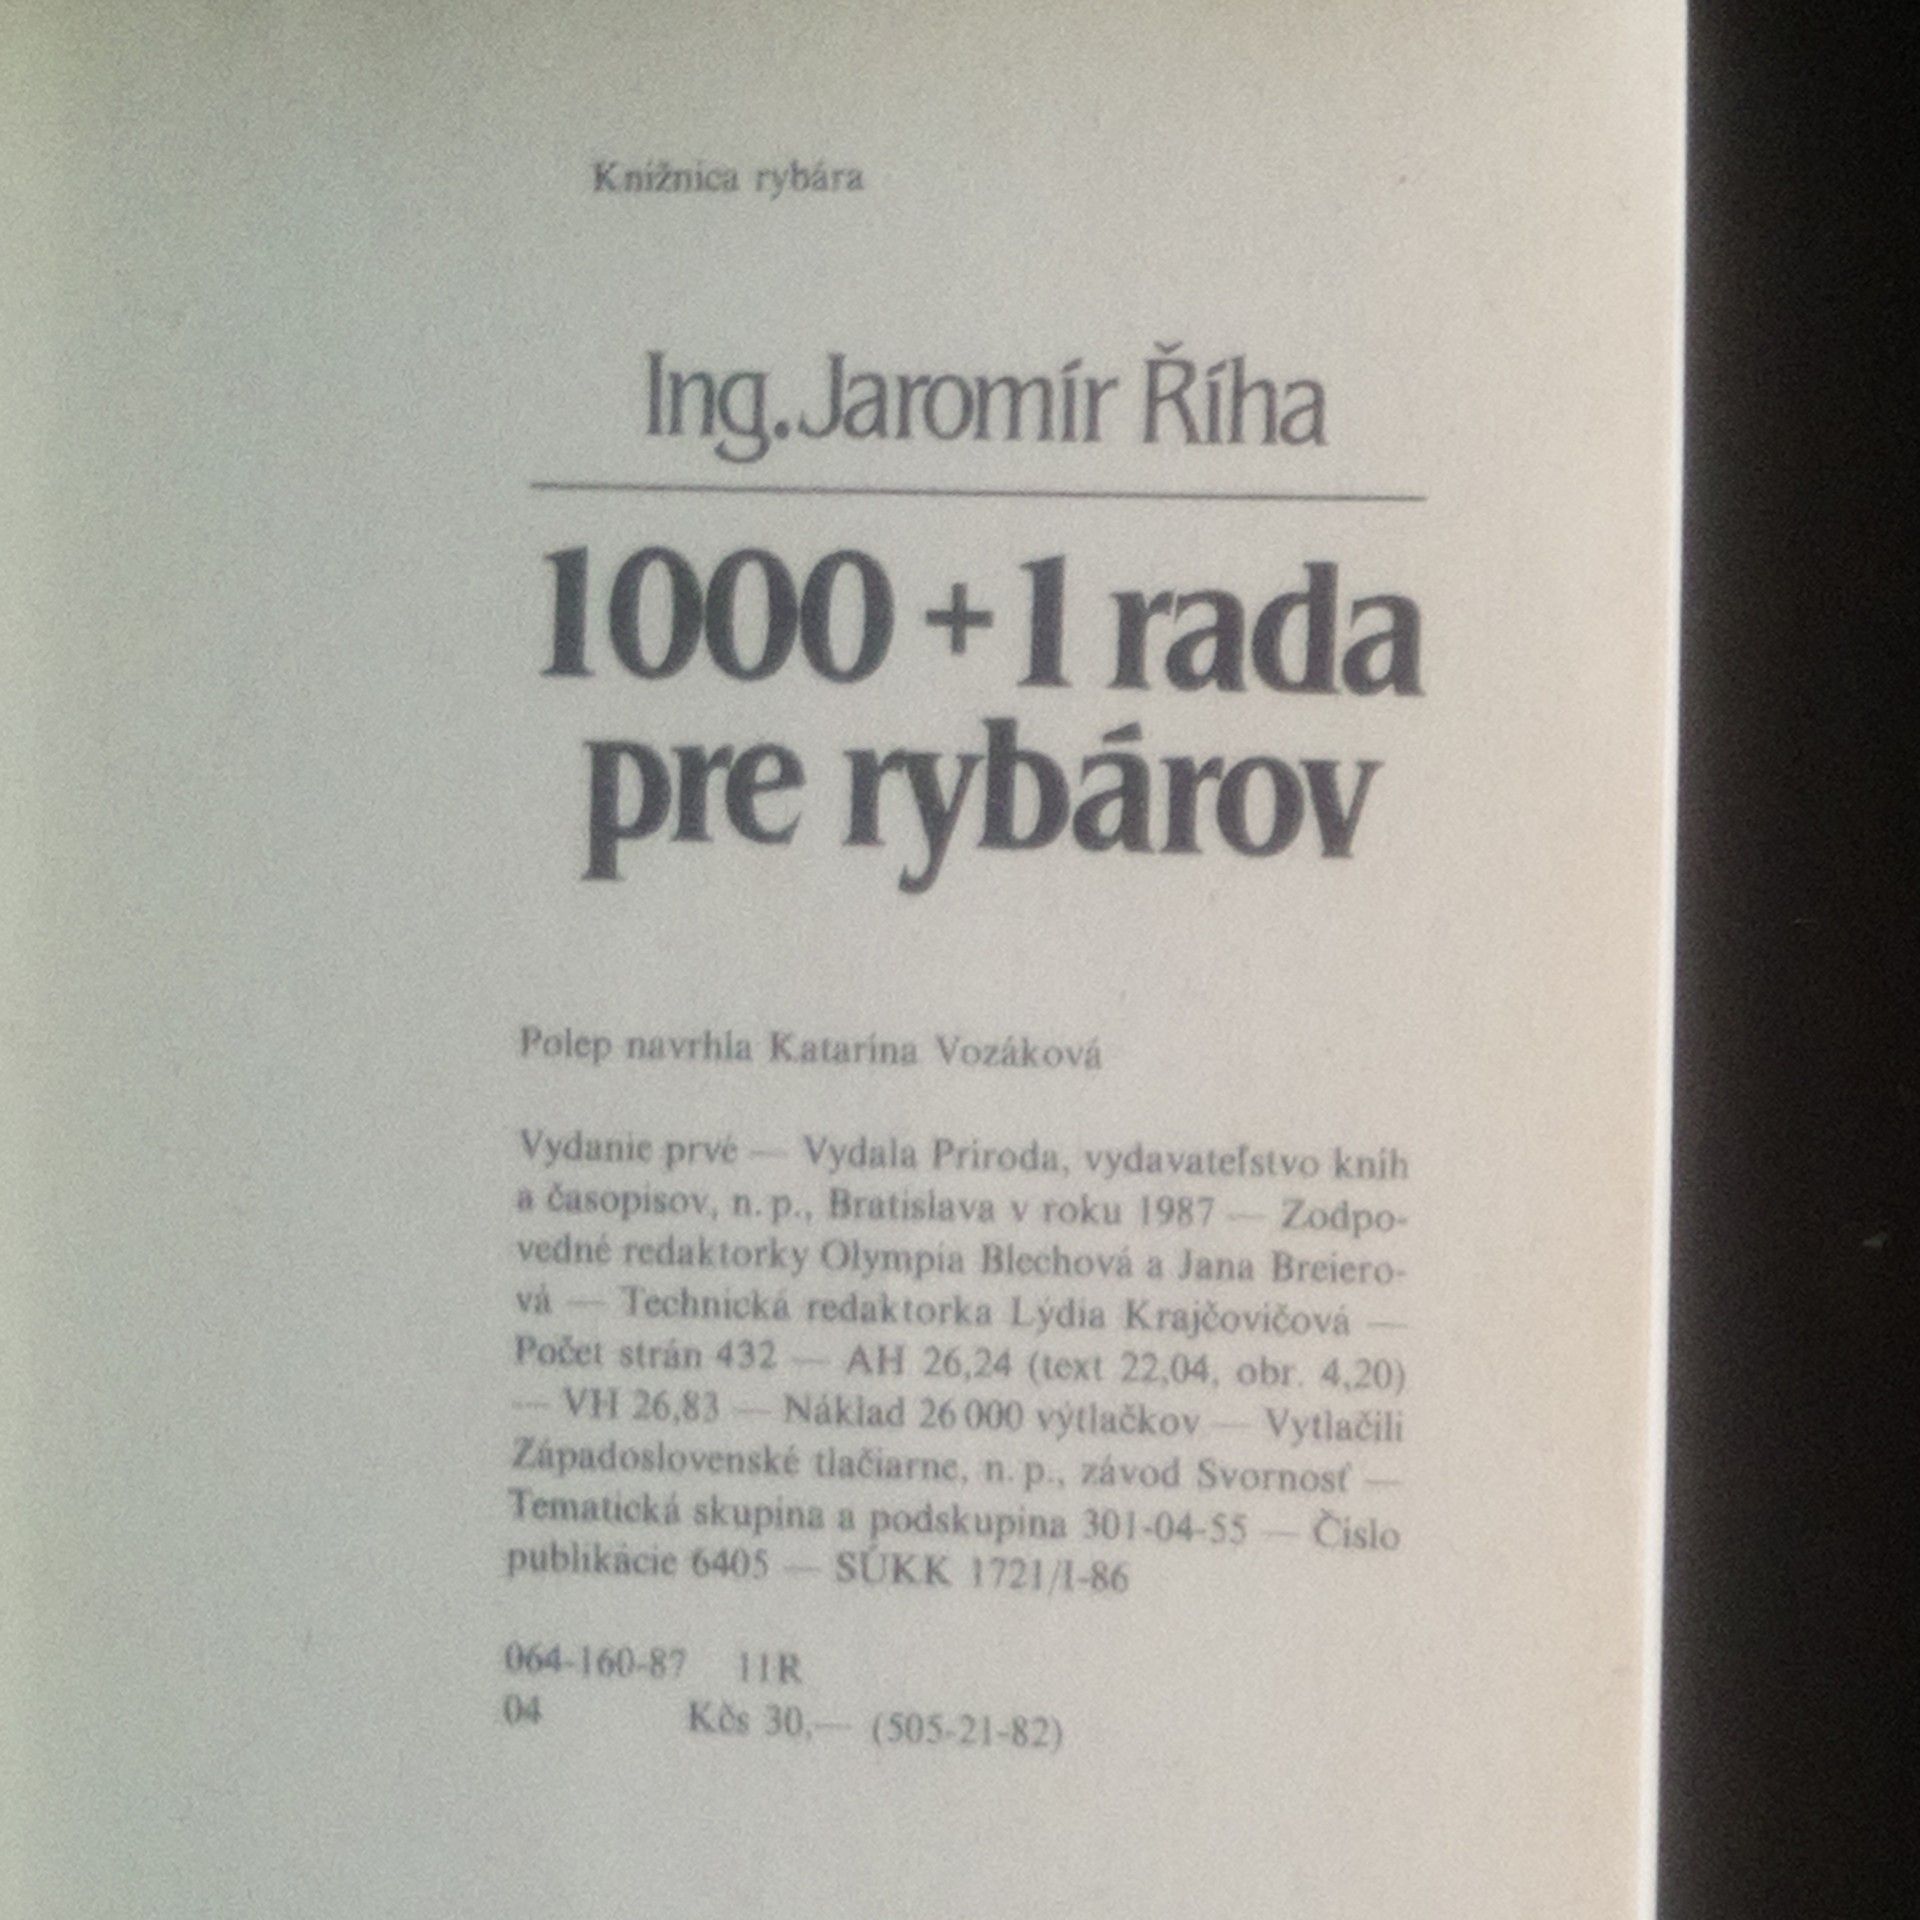 Knižnica rybára
Ing. Jaromír Říha
1000 + 1 rada
pre rybárov
Polep navrhla Katarína Vozáková
Vydanie prvé — Vydala Príroda, vydavateľstvo kníh
a časopisov, n. p., Bratislava v roku 1987 — Zodpo-
vedné redaktorky Olympia Blechová a Jana Breiero-
vá — Technická redaktorka Lýdia Krajčovičová —
Počet strán 432 — AH 26,24 (text 22,04, obr. 4,20)
— VH 26,83 — Náklad 26 000 výtlačkov — Vytlačili
Západoslovenské tlačiarne, n. p., závod Svornosť —
Tematická skupina a podskupina 301-04-55 — Číslo
publikácie 6405 — SÚKK 1721/I-86
064-160-87 11R
04 Kčs 30,— (505-21-82)